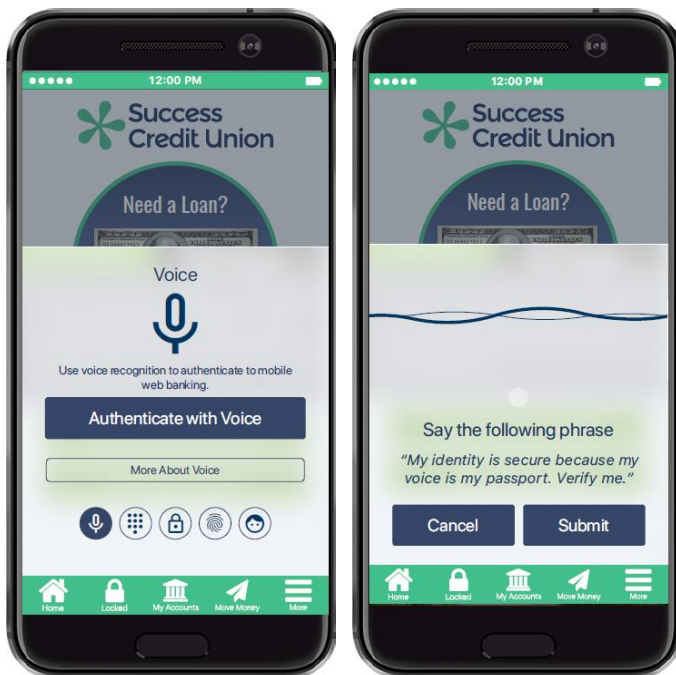 12:00 PM
Success
Credit Union
Need a Loan?
Voice
Use voice recognition to authenticate to mobile
web banking.
Authenticate with Voice
More About Voice
Home
Locked
My Accounts
Move Money
More
12:00 PM
Success
Credit Union
Need a Loan?
Say the following phrase
“My identity is secure because my
voice is my passport. Verify me.”
Cancel
Submit
Home
Locked
My Accounts
Move Money
More